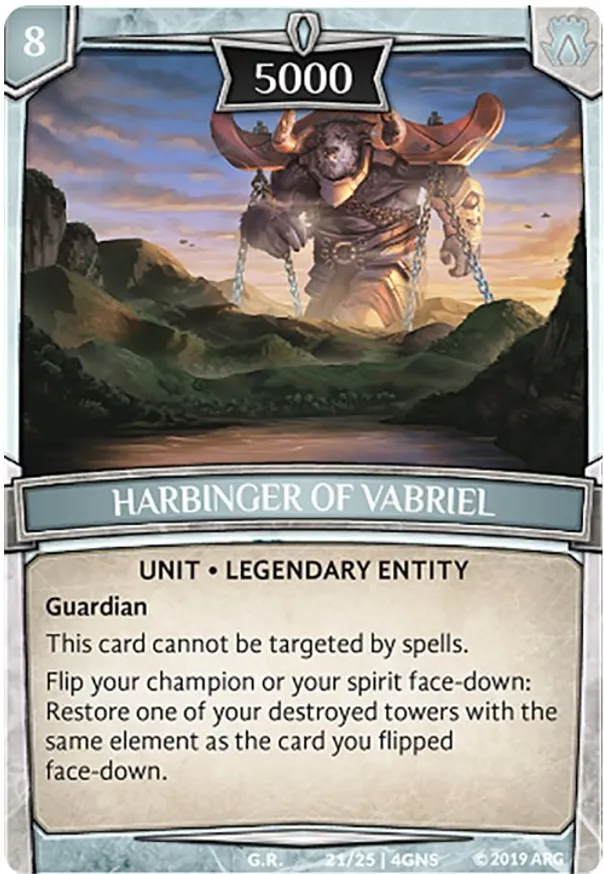 8
5000
HARBINGER OF VABRIEL
UNIT • LEGENDARY ENTITY
Guardian
This card cannot be targeted by spells.
Flip your champion or your spirit face-down:
Restore one of your destroyed towers with the
same element as the card you flipped
face-down.
G.R. 21/25 | 4GNS © 2019 ARG